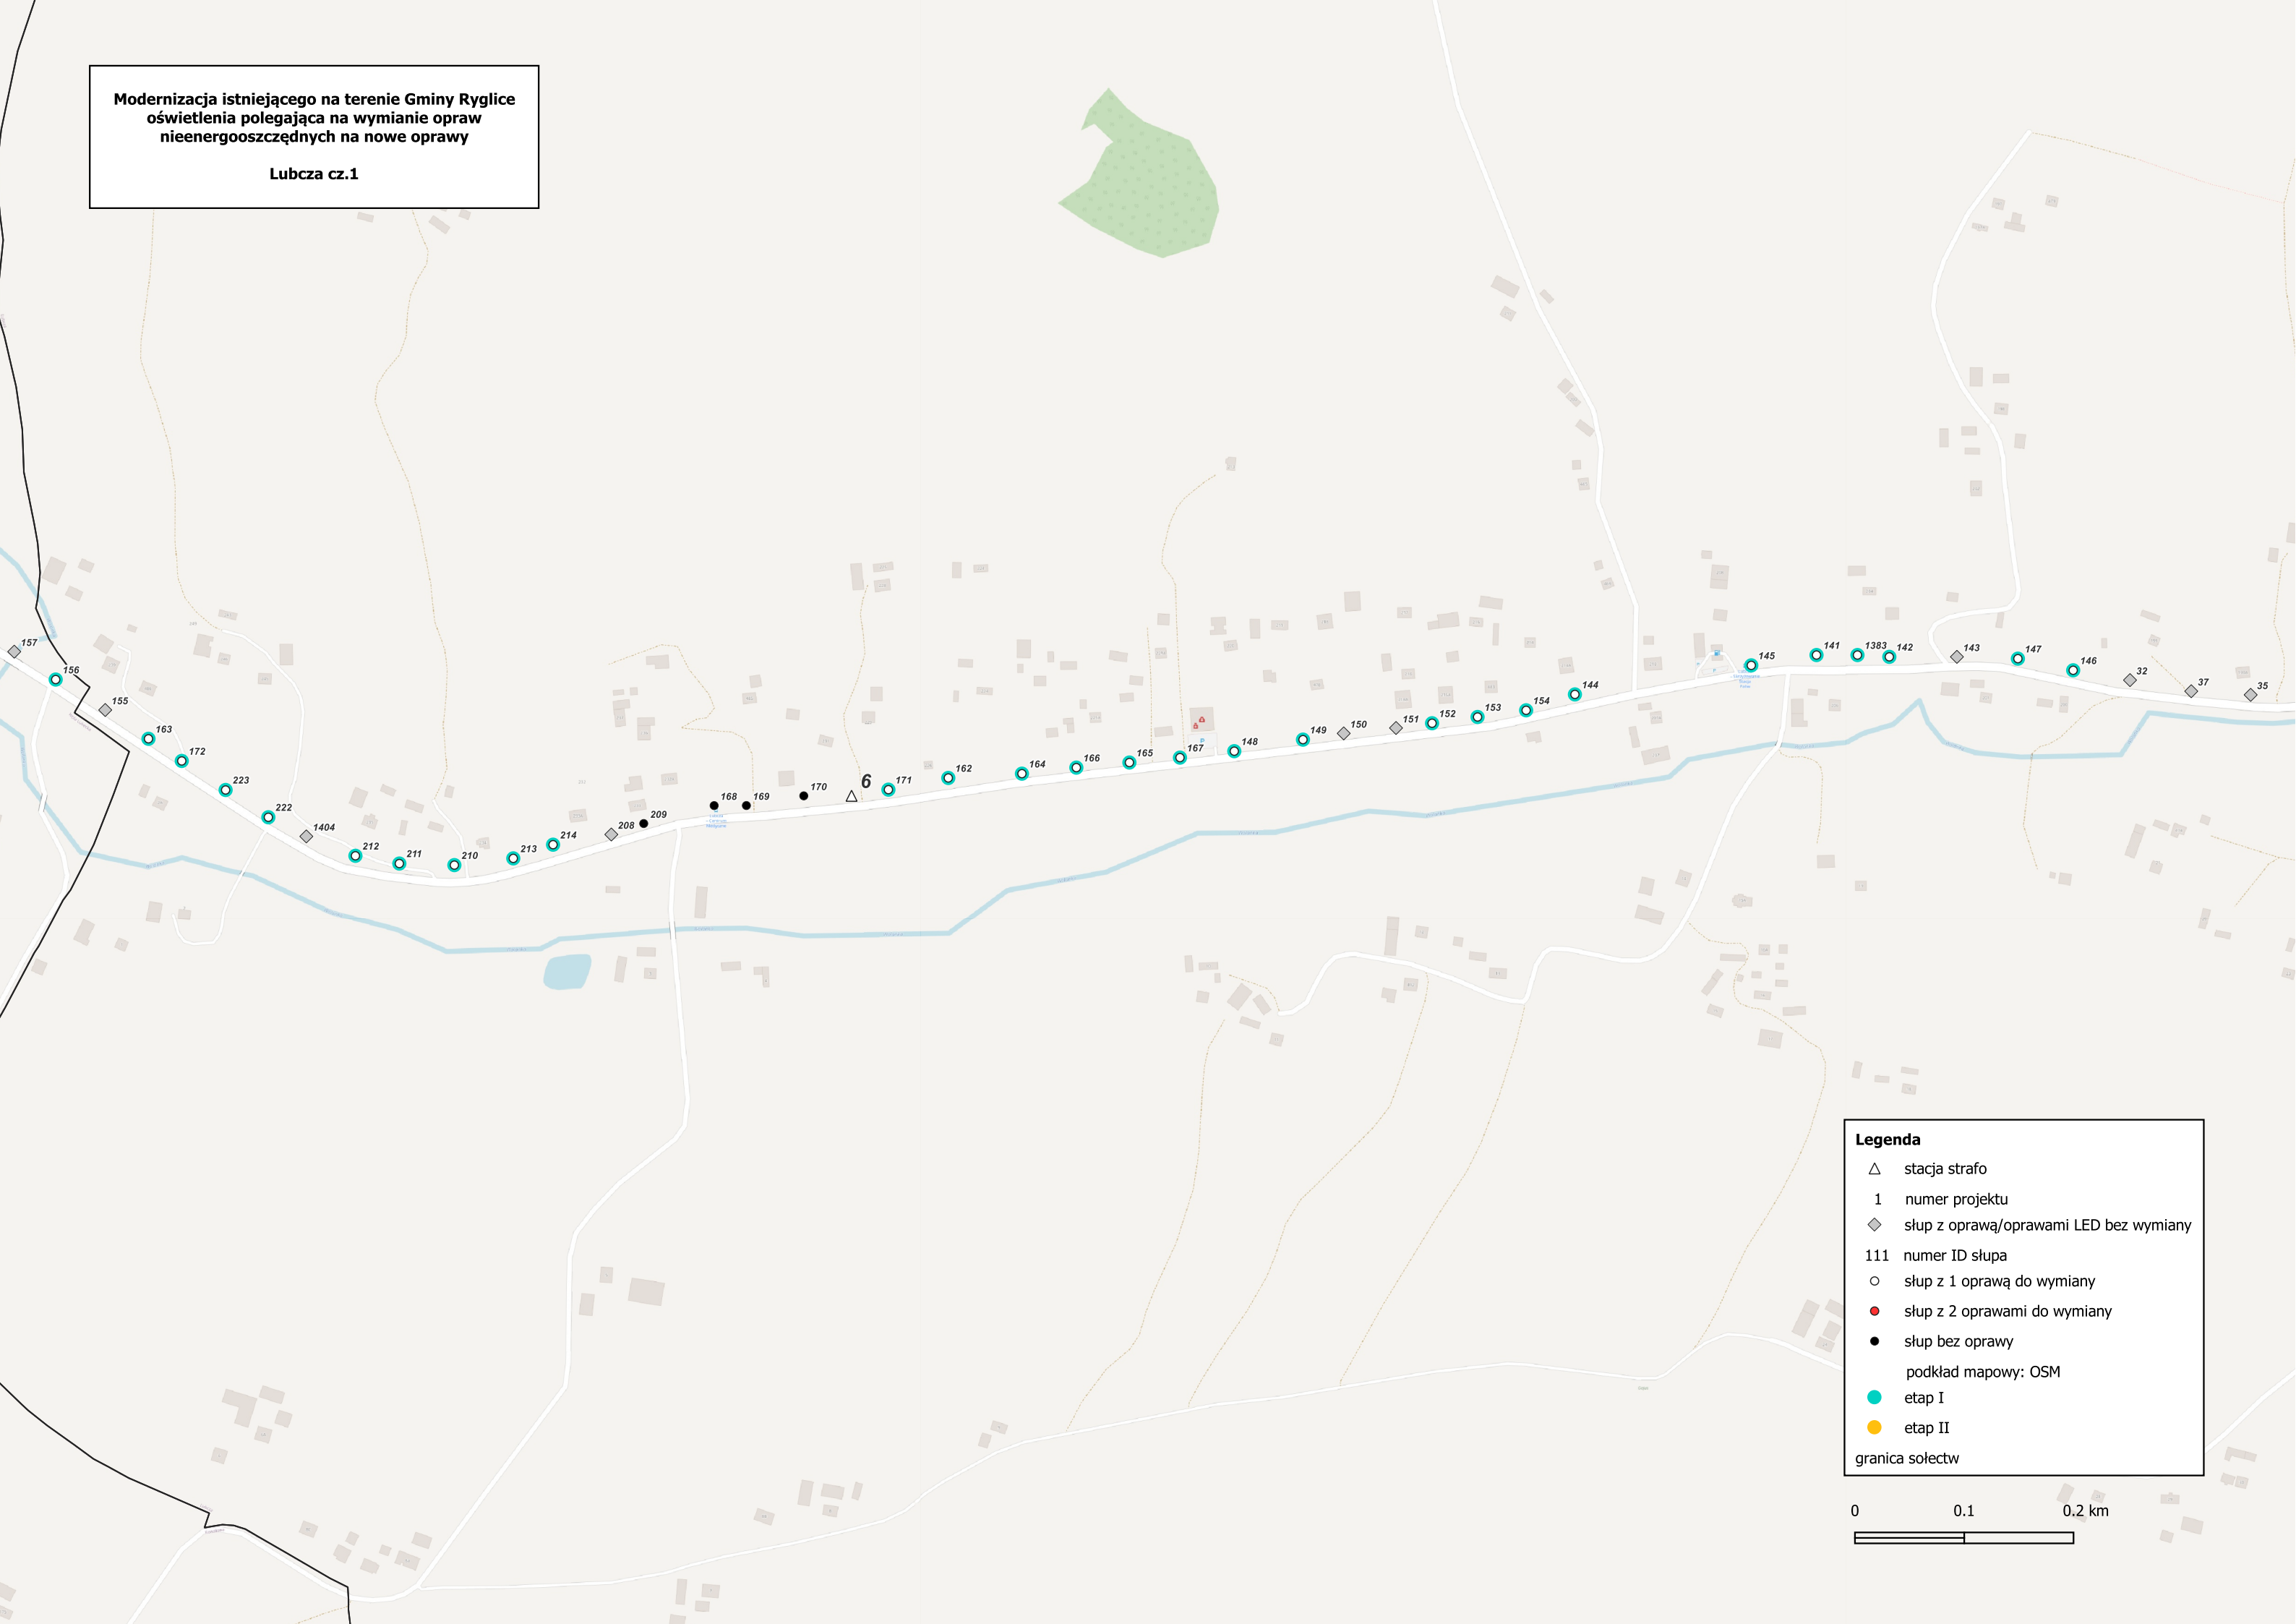 Modernizacja istniejącego na terenie Gminy Ryglice
oświetlenia polegająca na wymianie opraw
nieenergooszczędnych na nowe oprawy
Lubcza cz.1
157
156
155
163
172
223
222
1404
212
211
210
213
214
208
209
168
169
170
6
171
162
164
166
165
167
148
149
150
151
152
153
154
144
145
141
1383
142
143
147
146
32
37
35
Legenda
stacja strafo
1 numer projektu
słup z oprawą/oprawami LED bez wymiany
111 numer ID słupa
słup z 1 oprawą do wymiany
słup z 2 oprawami do wymiany
słup bez oprawy
podkład mapowy: OSM
etap I
etap II
granica sołectw
0 0.1 0.2 km